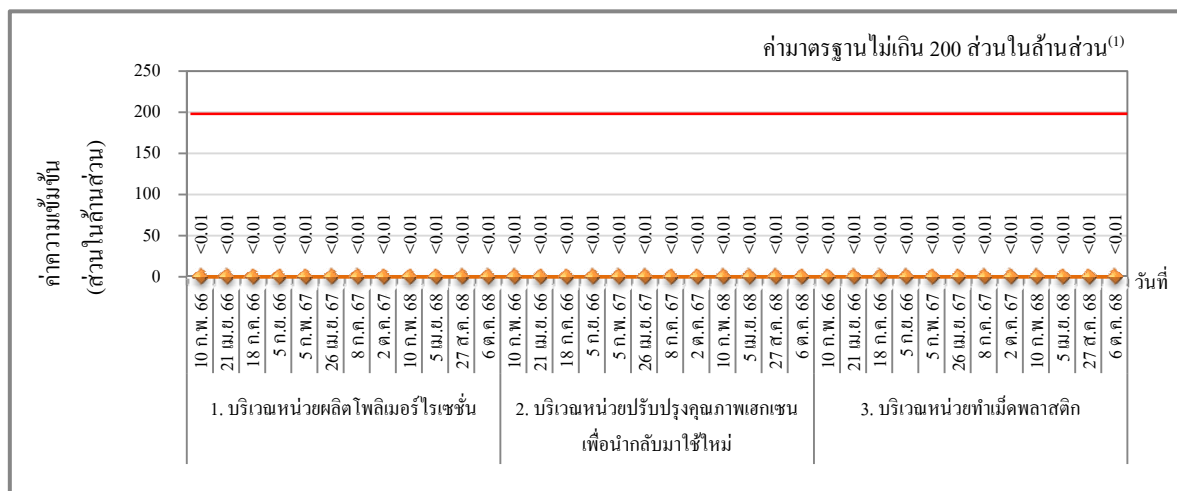 ค่ามาตรฐานไม่เกิน 200 ส่วนในล้านส่วน(1)
ค่าความเข้มข้น
(ส่วนในล้านส่วน)
250
200
150
100
50
0
<0.01 <0.01 <0.01 <0.01 <0.01 <0.01 <0.01 <0.01 <0.01 <0.01 <0.01 <0.01 <0.01 <0.01 <0.01 <0.01 <0.01 <0.01 <0.01 <0.01 <0.01 <0.01 <0.01 <0.01 <0.01 <0.01 <0.01 <0.01 <0.01 <0.01 <0.01 <0.01 <0.01 <0.01 <0.01 <0.01
วันที่
10 ก.พ. 66
21 เม.ย. 66
18 ก.ค. 66
5 ก.ย. 66
5 ก.พ. 67
26 เม.ย. 67
8 ก.ค. 67
2 ต.ค. 67
10 ก.พ. 68
5 เม.ย. 68
27 ส.ค. 68
6 ต.ค. 68
10 ก.พ. 66
21 เม.ย. 66
18 ก.ค. 66
5 ก.ย. 66
5 ก.พ. 67
26 เม.ย. 67
8 ก.ค. 67
2 ต.ค. 67
10 ก.พ. 68
5 เม.ย. 68
27 ส.ค. 68
6 ต.ค. 68
10 ก.พ. 66
21 เม.ย. 66
18 ก.ค. 66
5 ก.ย. 66
5 ก.พ. 67
26 เม.ย. 67
8 ก.ค. 67
2 ต.ค. 67
10 ก.พ. 68
5 เม.ย. 68
27 ส.ค. 68
6 ต.ค. 68
1. บริเวณหน่วยผลิตโพลิเมอร์ไรเซชั่น
2. บริเวณหน่วยปรับปรุงคุณภาพเฮกเซน
เพื่อนำกลับมาใช้ใหม่
3. บริเวณหน่วยทำเม็ดพลาสติก